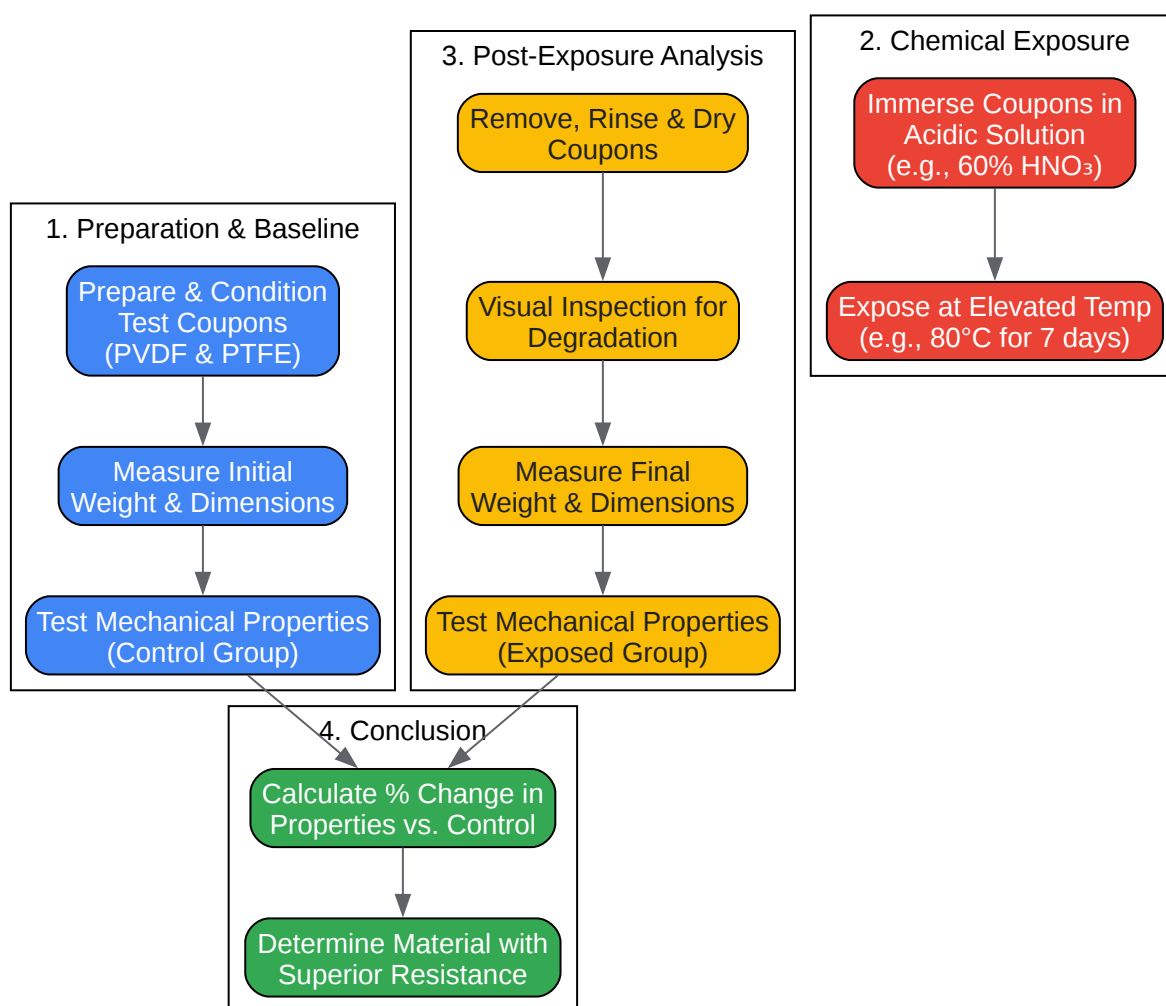 1. Preparation & Baseline
Prepare & Condition
Test Coupons
(PVDF & PTFE)
Measure Initial
Weight & Dimensions
Test Mechanical Properties
(Control Group)
3. Post-Exposure Analysis
Remove, Rinse & Dry
Coupons
Visual Inspection for
Degradation
Measure Final
Weight & Dimensions
Test Mechanical Properties
(Exposed Group)
2. Chemical Exposure
Immerse Coupons in
Acidic Solution
(e.g., 60% HNO₃)
Expose at Elevated Temp
(e.g., 80°C for 7 days)
4. Conclusion
Calculate % Change in
Properties vs. Control
Determine Material with
Superior Resistance